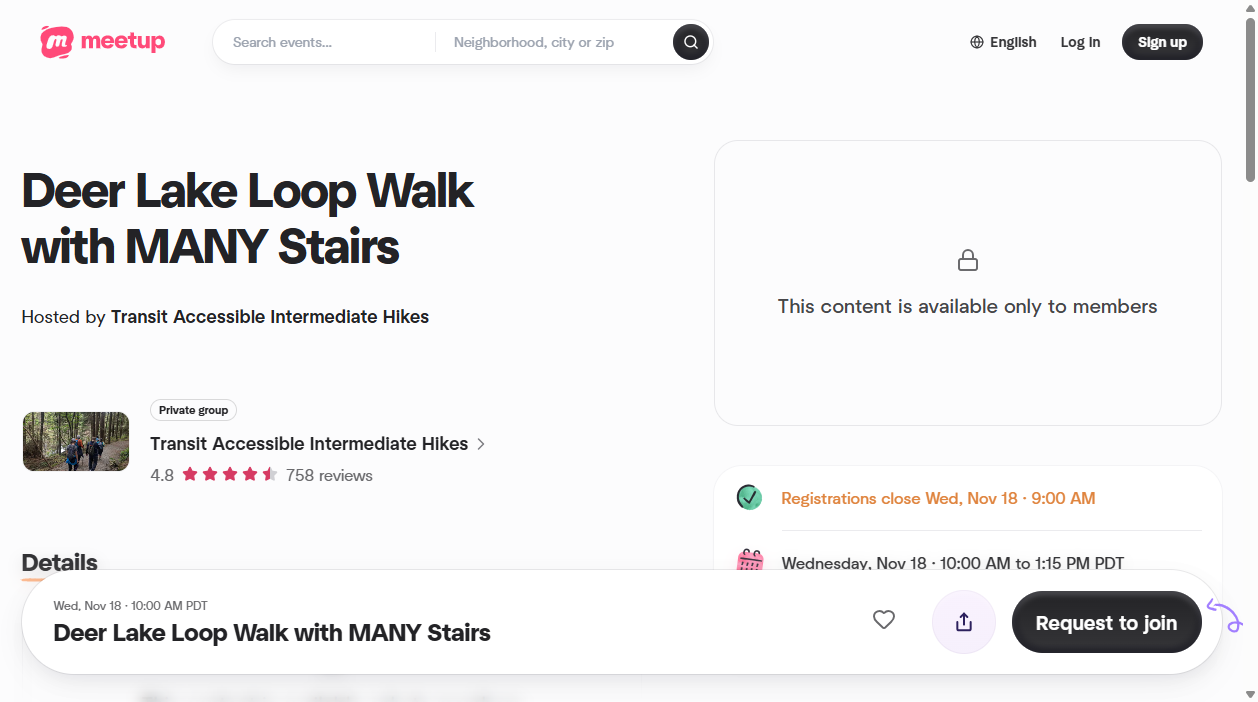 meetup
Search events...
Neighborhood, city or zip
English
Log in
Sign up
Deer Lake Loop Walk
with MANY Stairs
Hosted by Transit Accessible Intermediate Hikes
This content is available only to members
Private group
Transit Accessible Intermediate Hikes
4.8
758 reviews
Registrations close Wed, Nov 18 · 9:00 AM
Wednesday, Nov 18 · 10:00 AM to 1:15 PM PDT
Details
Wed, Nov 18 · 10:00 AM PDT
Deer Lake Loop Walk with MANY Stairs
Request to join